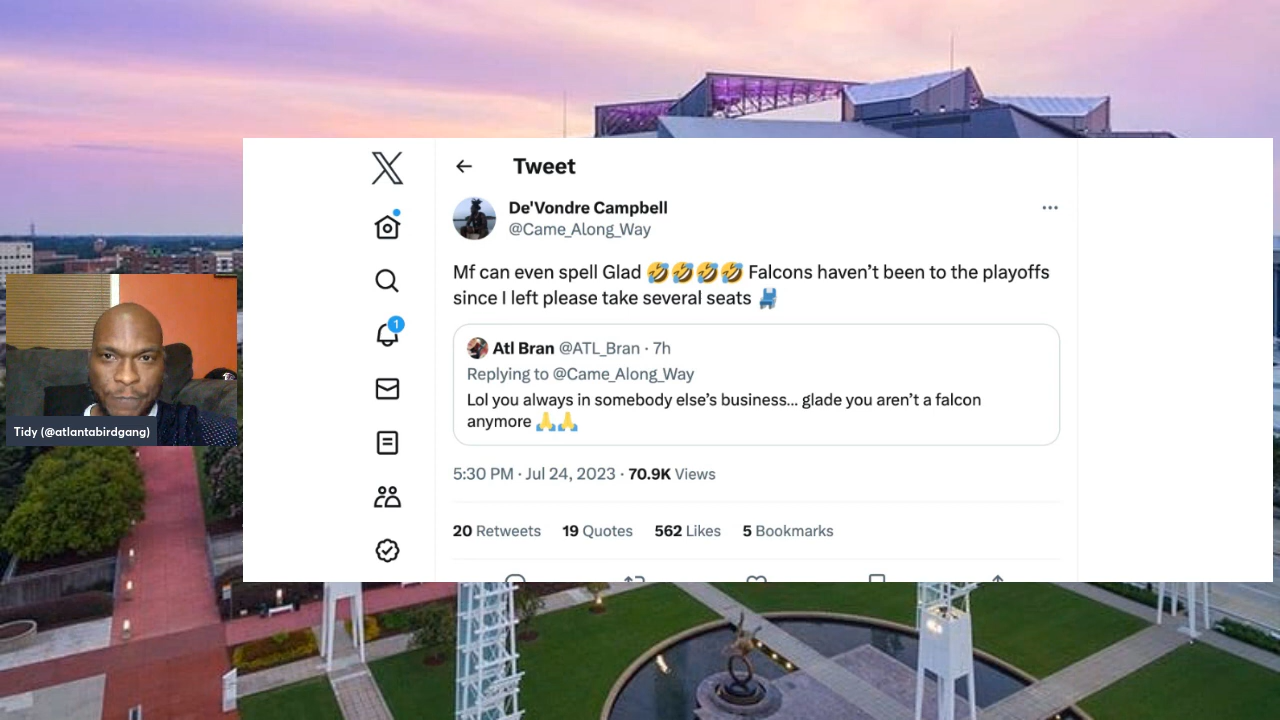 Tweet
De'Vondre Campbell
@Came_Along_Way
Mf can even spell Glad 🤣🤣🤣🤣 Falcons haven’t been to the playoffs
since I left please take several seats 💺
Atl Bran @ATL_Bran · 7h
Replying to @Came_Along_Way
Lol you always in somebody else’s business... glade you aren’t a falcon
anymore 🙏🙏
5:30 PM · Jul 24, 2023 · 70.9K Views
20 Retweets 19 Quotes 562 Likes 5 Bookmarks
1
Tidy (@atlantabirdgang)